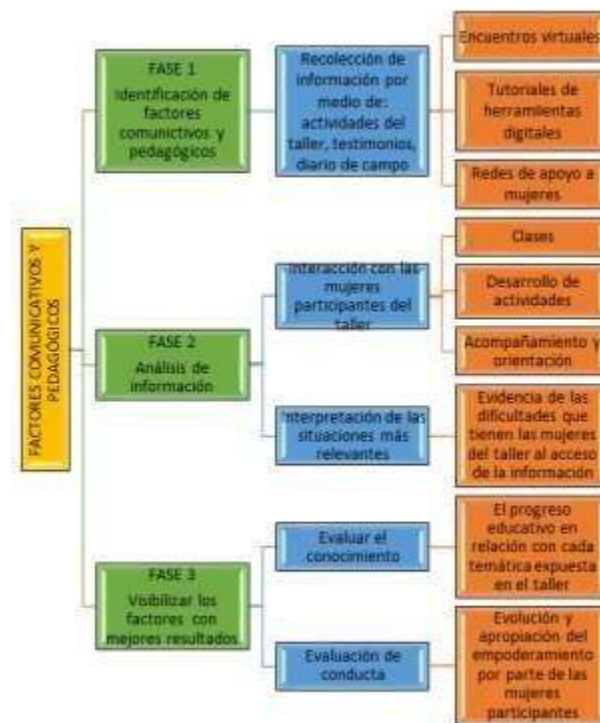 FACTORES COMUNICATIVOS Y
PEDAGÓGICOS
FASE 1
Identificación de
factores
comunictivos y
pedagógicos
Recolección de
información por
medio de:
actividades del
taller, testimonios,
diario de campo
Encuentros virtuales
Tutoriales de
herramientas
digitales
Redes de apoyo a
mujeres
FASE 2
Análisis de
información
Interacción con las
mujeres
participantes del
taller
Clases
Desarrollo de
actividades
Acompañamiento y
orientación
Interpretación de las
situaciones más
relevantes
Evidencia de las
dificultades que
tienen las mujeres
del taller al acceso
de la información
FASE 3
Visibilizar los
factores con
mejores resultados
Evaluar el
conocimiento
El progreso
educativo en
relación con cada
temática expuesta
en el taller
Evaluación de
conducta
Evolución y
apropiación del
empoderamiento
por parte de las
mujeres
participantes